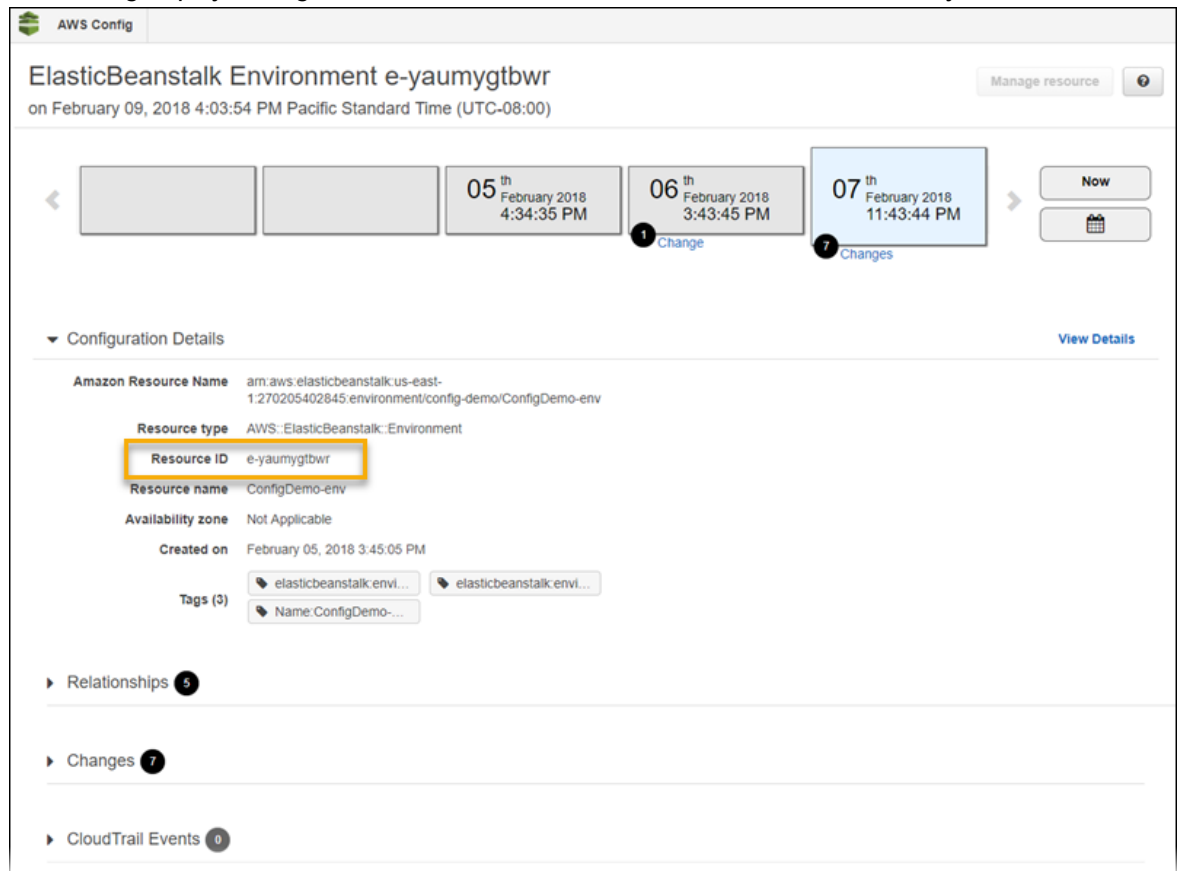 AWS Config
ElasticBeanstalk Environment e-yaumygtbwr
Manage resource
on February 09, 2018 4:03:54 PM Pacific Standard Time (UTC-08:00)
05 th
February 2018
4:34:35 PM
06 th
February 2018
3:43:45 PM
1 Change
07 th
February 2018
11:43:44 PM
7 Changes
Now
Configuration Details
View Details
Amazon Resource Name arn:aws:elasticbeanstalk:us-east-
1:270205402845:environment/config-demo/ConfigDemo-env
Resource type AWS::ElasticBeanstalk::Environment
Resource ID e-yaumygtbwr
Resource name ConfigDemo-env
Availability zone Not Applicable
Created on February 05, 2018 3:45:05 PM
Tags (3) elasticbeanstalk:envi... elasticbeanstalk:envi...
Name:ConfigDemo-...
Relationships 5
Changes 7
CloudTrail Events 0